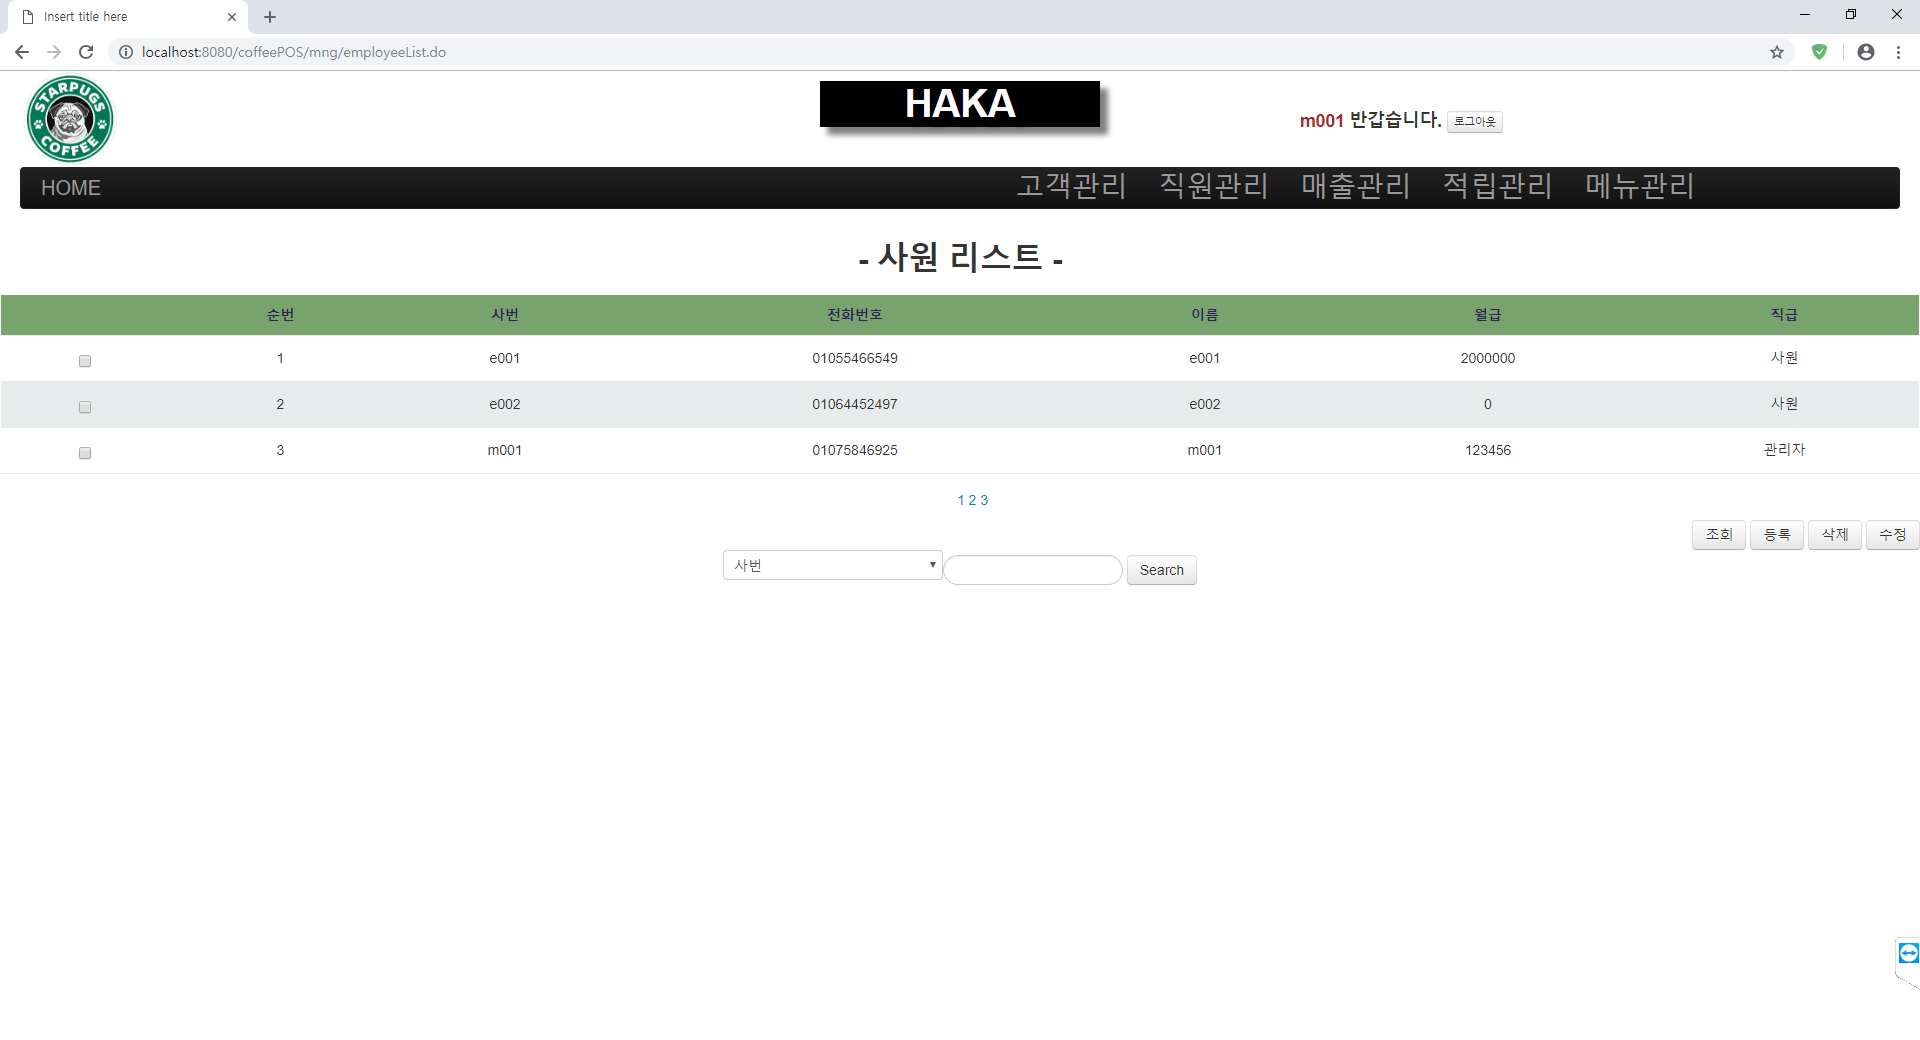 Insert title here
localhost:8080/coffeePOS/mng/employeeList.do
STARPUGS COFFEE
HAKA
m001 반갑습니다. 로그아웃
HOME 고객관리 직원관리 매출관리 적립관리 메뉴관리
- 사원 리스트 -
순번 사번 전화번호 이름 월급 직급
1 e001 01055466549 e001 2000000 사원
2 e002 01064452497 e002 0 사원
3 m001 01075846925 m001 123456 관리자
1 2 3
조회 등록 삭제 수정
사번 Search